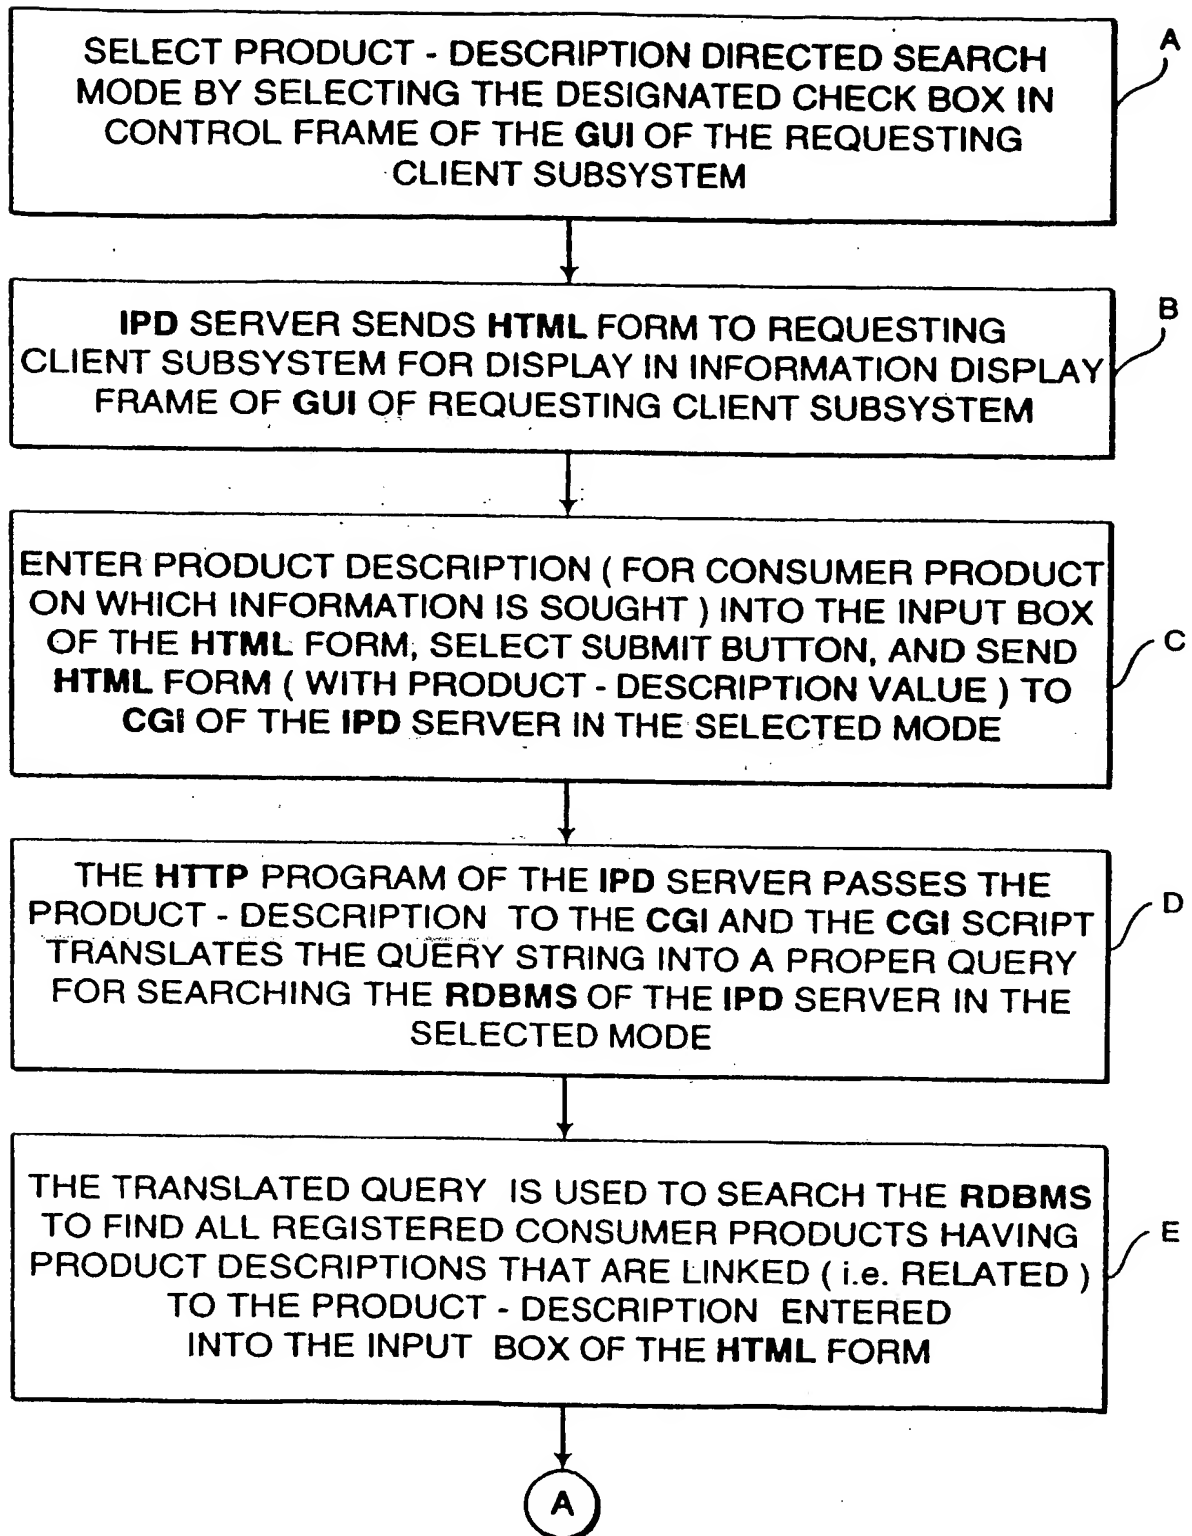 SELECT PRODUCT - DESCRIPTION DIRECTED SEARCH
MODE BY SELECTING THE DESIGNATED CHECK BOX IN
CONTROL FRAME OF THE GUI OF THE REQUESTING
CLIENT SUBSYSTEM
A
IPD SERVER SENDS HTML FORM TO REQUESTING
CLIENT SUBSYSTEM FOR DISPLAY IN INFORMATION DISPLAY
FRAME OF GUI OF REQUESTING CLIENT SUBSYSTEM
B
ENTER PRODUCT DESCRIPTION ( FOR CONSUMER PRODUCT
ON WHICH INFORMATION IS SOUGHT ) INTO THE INPUT BOX
OF THE HTML FORM, SELECT SUBMIT BUTTON, AND SEND
HTML FORM ( WITH PRODUCT - DESCRIPTION VALUE ) TO
CGI OF THE IPD SERVER IN THE SELECTED MODE
C
THE HTTP PROGRAM OF THE IPD SERVER PASSES THE
PRODUCT - DESCRIPTION TO THE CGI AND THE CGI SCRIPT
TRANSLATES THE QUERY STRING INTO A PROPER QUERY
FOR SEARCHING THE RDBMS OF THE IPD SERVER IN THE
SELECTED MODE
D
THE TRANSLATED QUERY IS USED TO SEARCH THE RDBMS
TO FIND ALL REGISTERED CONSUMER PRODUCTS HAVING
PRODUCT DESCRIPTIONS THAT ARE LINKED ( i.e. RELATED )
TO THE PRODUCT - DESCRIPTION ENTERED
INTO THE INPUT BOX OF THE HTML FORM
E
A